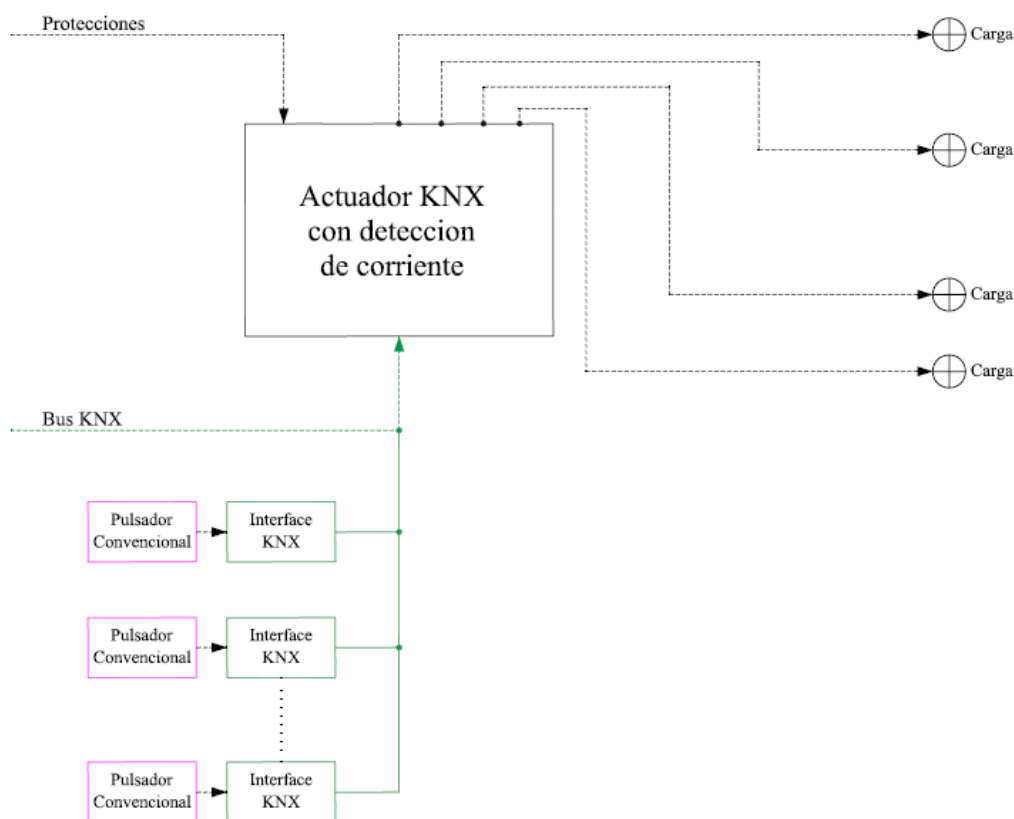 Protecciones
Carga
Carga
Actuador KNX
con deteccion
de corriente
Carga
Carga
Bus KNX
Pulsador
Convencional
Interface
KNX
Pulsador
Convencional
Interface
KNX
Pulsador
Convencional
Interface
KNX